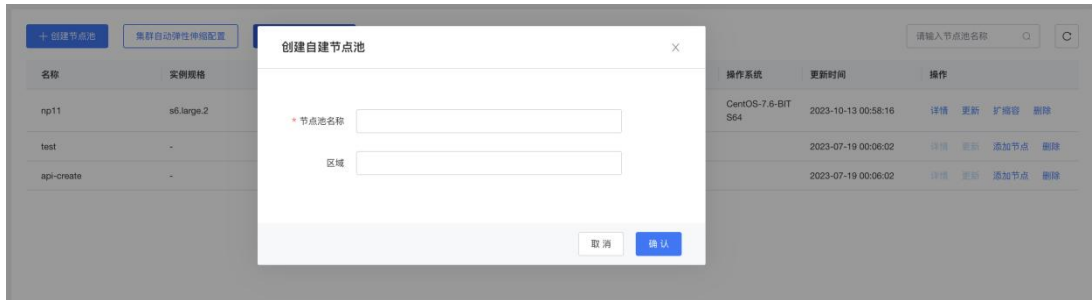 + 创建节点池
集群自动弹性伸缩配置
请输入节点池名称
创建自建节点池
名称
实例规格
操作系统
更新时间
操作
np11
s6.large.2
CentOS-7.6-BIT
S64
2023-10-13 00:58:16
详情 更新 扩缩容 删除
* 节点池名称
test
-
2023-07-19 00:06:02
详情 更新 添加节点 删除
区域
api-create
-
2023-07-19 00:06:02
详情 更新 添加节点 删除
取消
确认